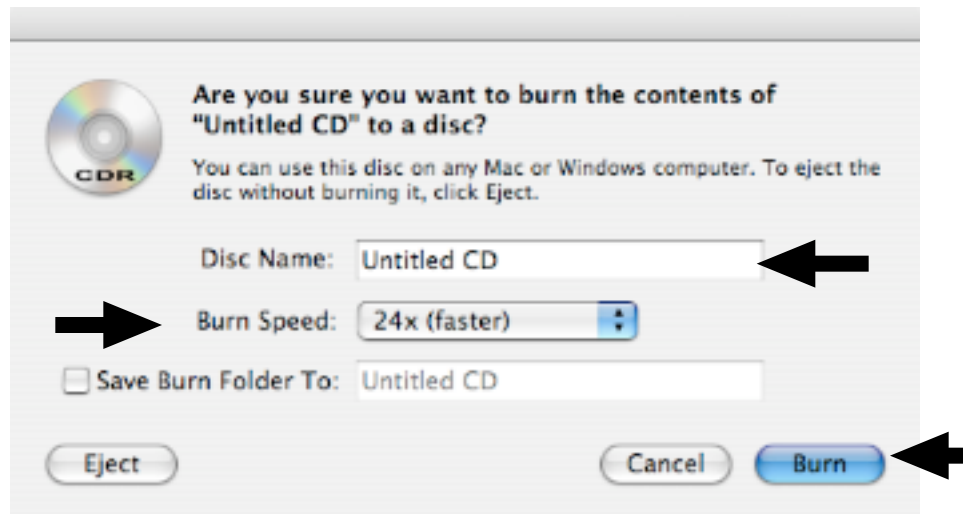 Are you sure you want to burn the contents of
"Untitled CD" to a disc?
CDR
You can use this disc on any Mac or Windows computer. To eject the
disc without burning it, click Eject.
Disc Name: Untitled CD
Burn Speed: 24x (faster)
Save Burn Folder To: Untitled CD
Eject Cancel Burn